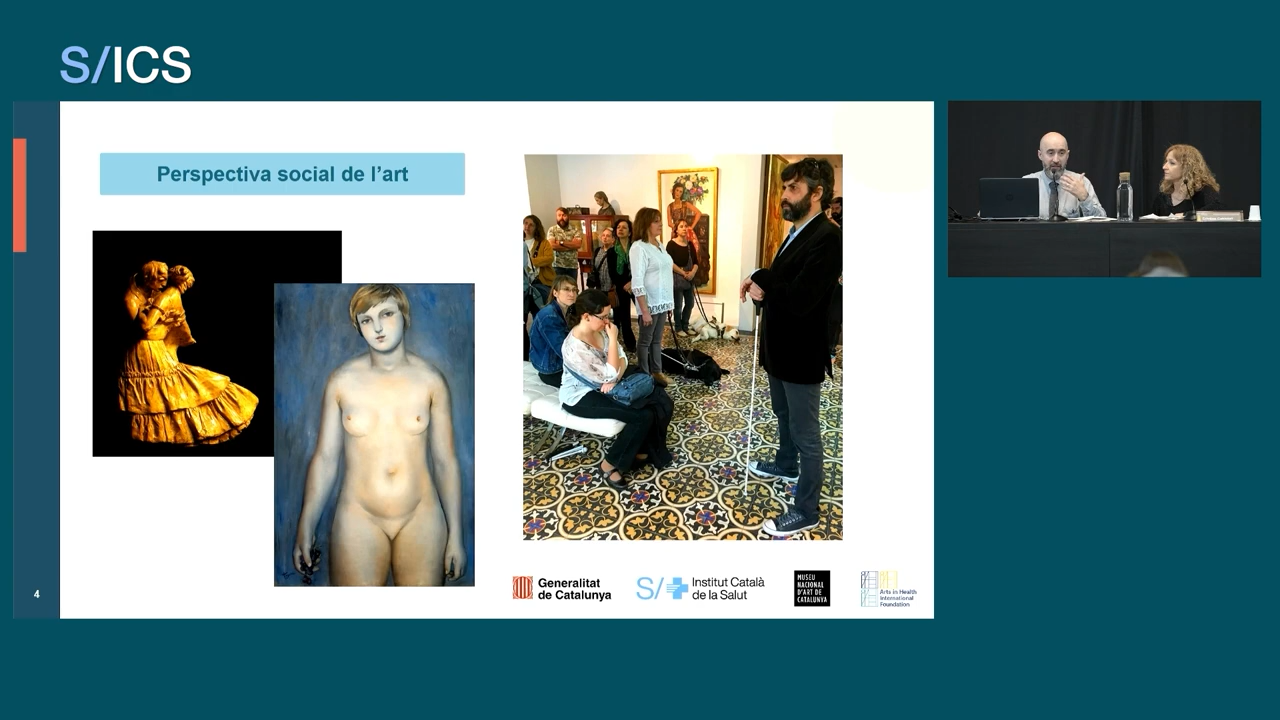 S/ICS
Perspectiva social de l'art
Generalitat
de Catalunya
S/
Institut Català
de la Salut
MUSEU
NACIONAL
D'ART DE
CATALUNYA
Arts in Health
International
Foundation
4